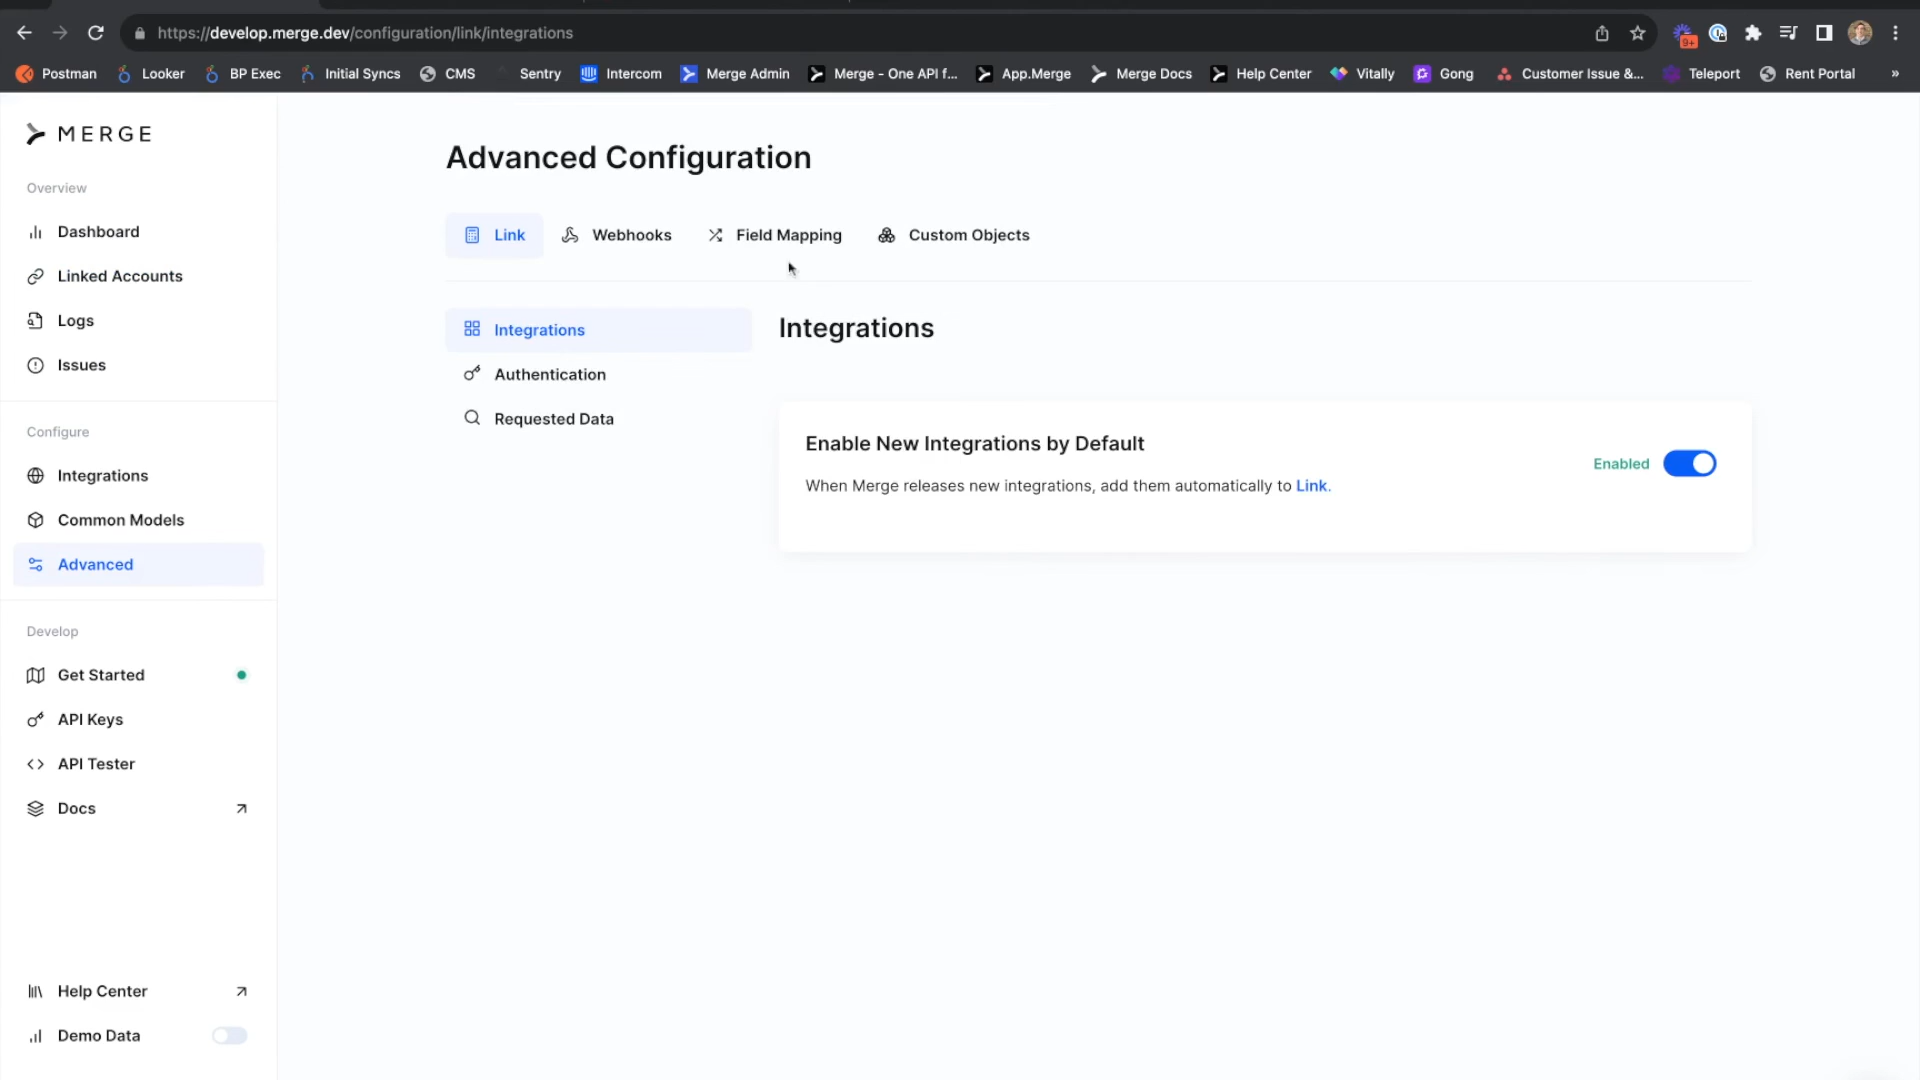 https://develop.merge.dev/configuration/link/integrations
9+
Postman Looker BP Exec Initial Syncs CMS Sentry Intercom Merge Admin Merge - One API f... App.Merge Merge Docs Help Center Vitally Gong Customer Issue &... Teleport Rent Portal »
MERGE
Overview
Dashboard
Linked Accounts
Logs
Issues
Configure
Integrations
Common Models
Advanced
Develop
Get Started
API Keys
API Tester
Docs
Help Center
Demo Data
Advanced Configuration
Link Webhooks Field Mapping Custom Objects
Integrations
Authentication
Requested Data
Integrations
Enable New Integrations by Default
When Merge releases new integrations, add them automatically to Link.
Enabled